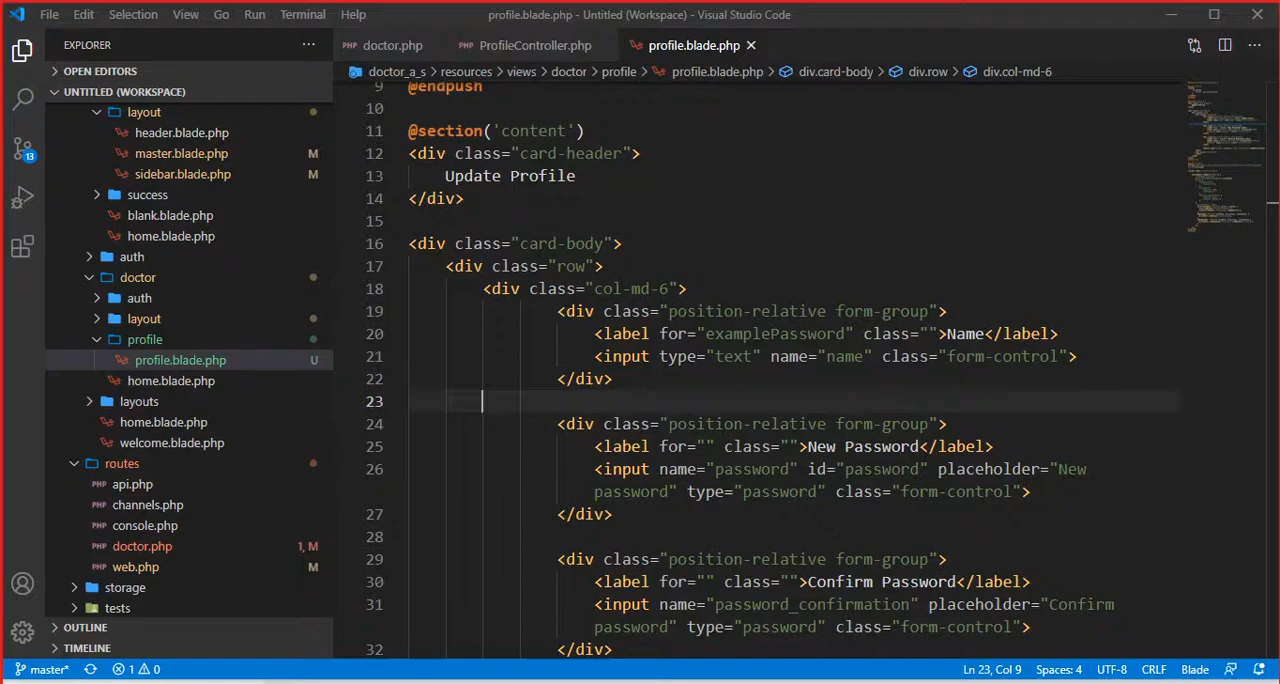 File Edit Selection View Go Run Terminal Help profile.blade.php - Untitled (Workspace) - Visual Studio Code
EXPLORER
OPEN EDITORS
UNTITLED (WORKSPACE)
layout
header.blade.php
master.blade.php M
sidebar.blade.php M
success
blank.blade.php
home.blade.php
auth
doctor
auth
layout
profile
profile.blade.php U
home.blade.php
layouts
home.blade.php
welcome.blade.php
routes
PHP api.php
PHP channels.php
PHP console.php
PHP doctor.php 1, M
PHP web.php M
storage
tests
OUTLINE
TIMELINE
13
PHP doctor.php PHP ProfileController.php profile.blade.php
doctor_a_s > resources > views > doctor > profile > profile.blade.php > div.card-body > div.row > div.col-md-6
9 @endpush
10
11 @section('content')
12 <div class="card-header">
13 Update Profile
14 </div>
15
16 <div class="card-body">
17 <div class="row">
18 <div class="col-md-6">
19 <div class="position-relative form-group">
20 <label for="examplePassword" class="">Name</label>
21 <input type="text" name="name" class="form-control">
22 </div>
23
24 <div class="position-relative form-group">
25 <label for="" class="">New Password</label>
26 <input name="password" id="password" placeholder="New
password" type="password" class="form-control">
27 </div>
28
29 <div class="position-relative form-group">
30 <label for="" class="">Confirm Password</label>
31 <input name="password_confirmation" placeholder="Confirm
password" type="password" class="form-control">
32 </div>
master* 1 0 Ln 23, Col 9 Spaces: 4 UTF-8 CRLF Blade